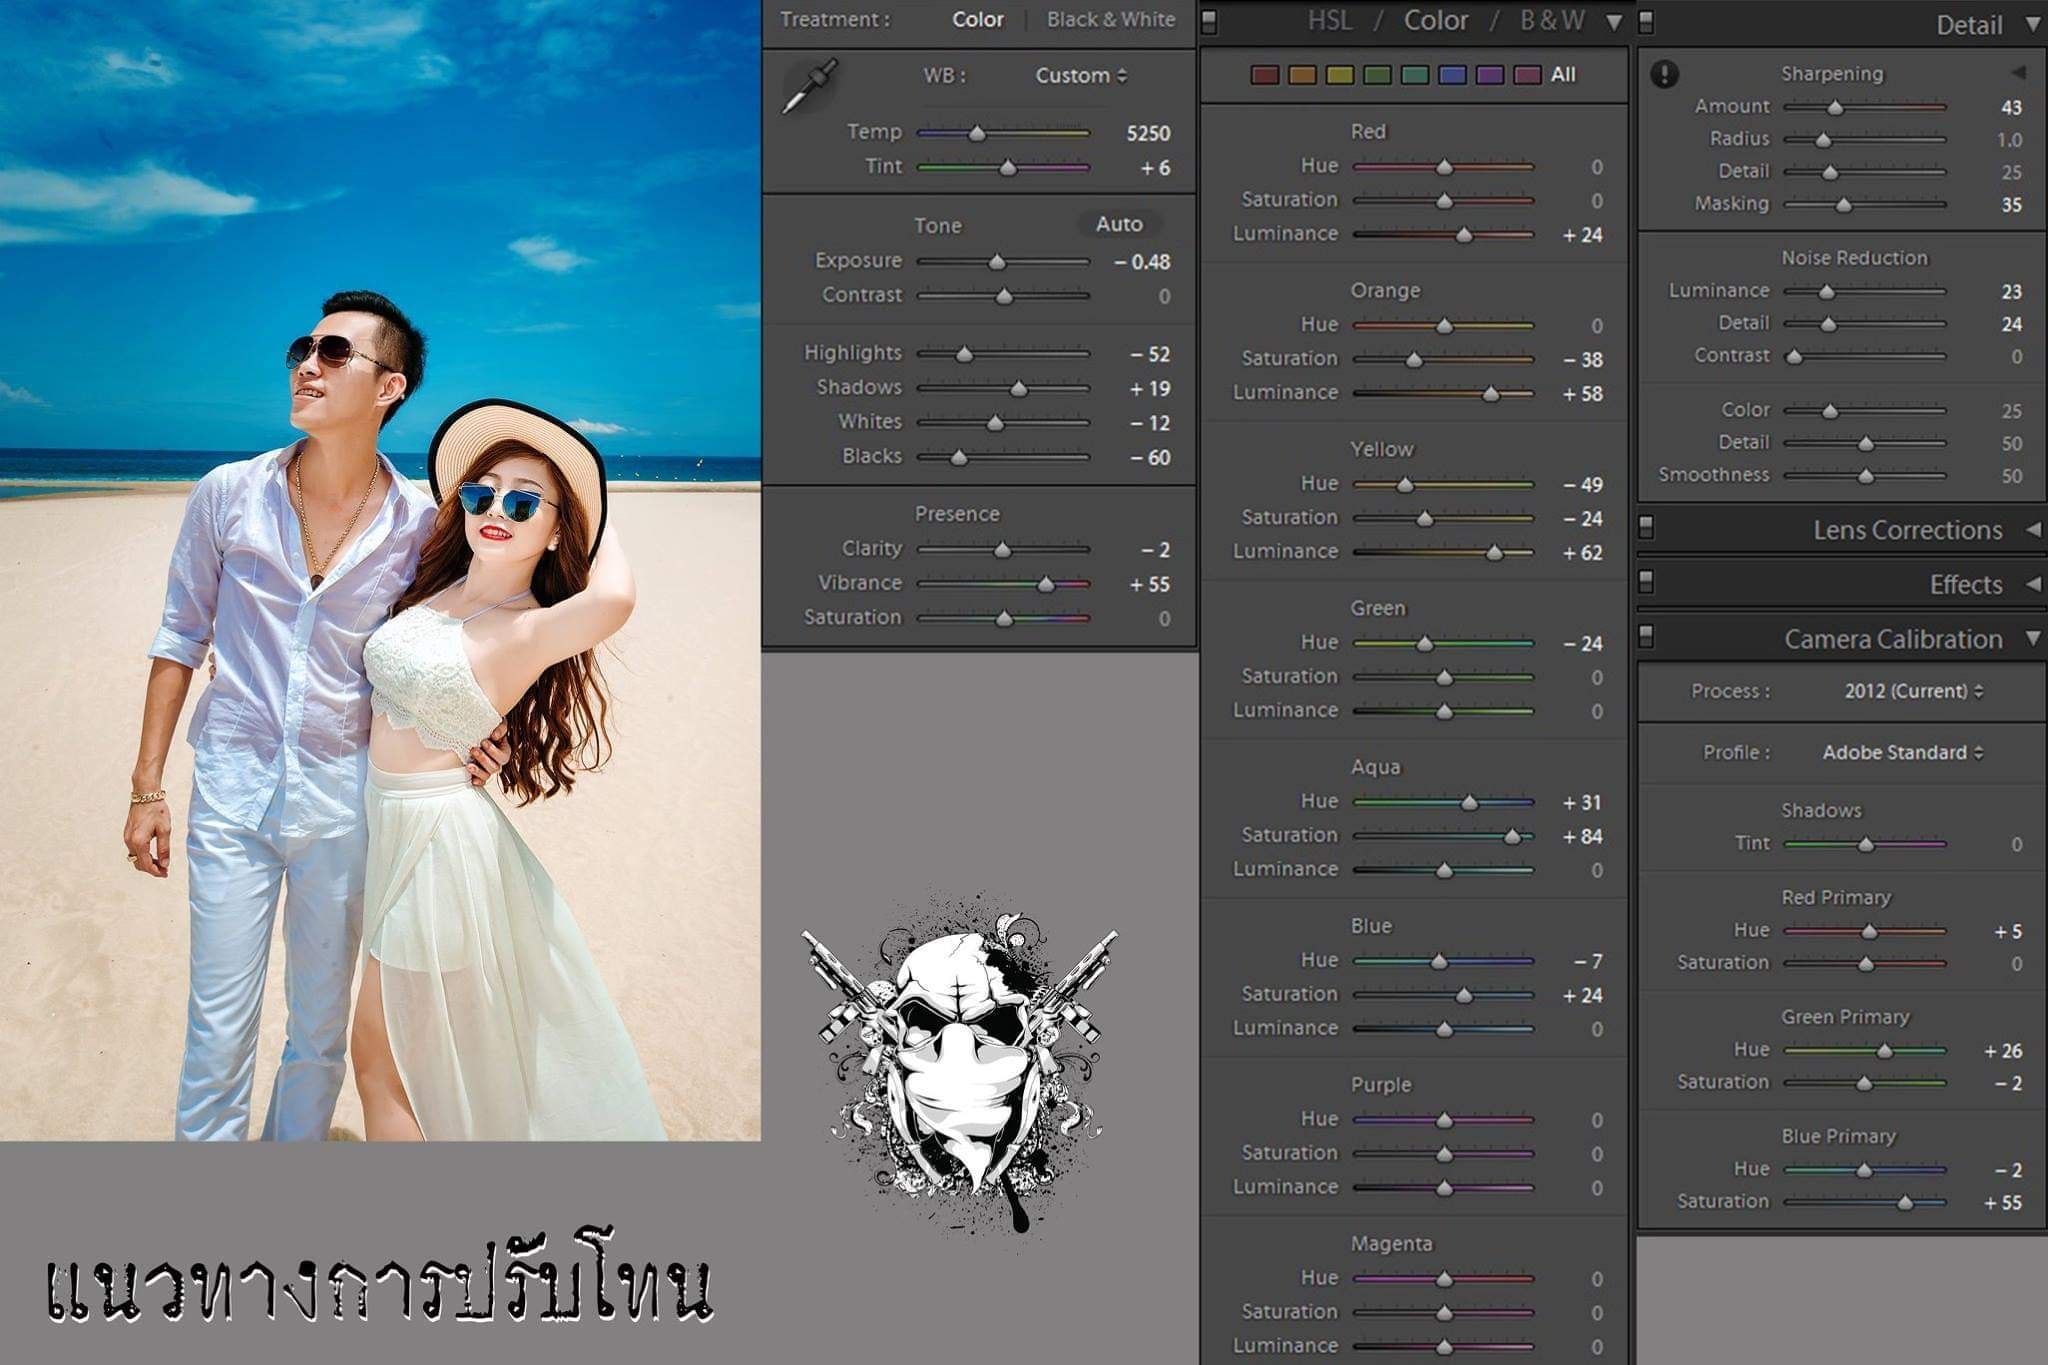 Treatment : Color | Black & White
WB : Custom
Temp 5250
Tint + 6
Tone Auto
Exposure − 0.48
Contrast 0
Highlights − 52
Shadows + 19
Whites − 12
Blacks − 60
Presence
Clarity − 2
Vibrance + 55
Saturation 0
HSL / Color / B & W
All
Red
Hue 0
Saturation 0
Luminance + 24
Orange
Hue 0
Saturation − 38
Luminance + 58
Yellow
Hue − 49
Saturation − 24
Luminance + 62
Green
Hue − 24
Saturation 0
Luminance 0
Aqua
Hue + 31
Saturation + 84
Luminance 0
Blue
Hue − 7
Saturation + 24
Luminance 0
Purple
Hue 0
Saturation 0
Luminance 0
Magenta
Hue 0
Saturation 0
Luminance 0
Detail
Sharpening
Amount 43
Radius 1.0
Detail 25
Masking 35
Noise Reduction
Luminance 23
Detail 24
Contrast 0
Color 25
Detail 50
Smoothness 50
Lens Corrections
Effects
Camera Calibration
Process : 2012 (Current)
Profile : Adobe Standard
Shadows
Tint 0
Red Primary
Hue + 5
Saturation 0
Green Primary
Hue + 26
Saturation − 2
Blue Primary
Hue − 2
Saturation + 55
แนวทางการปรับโทน